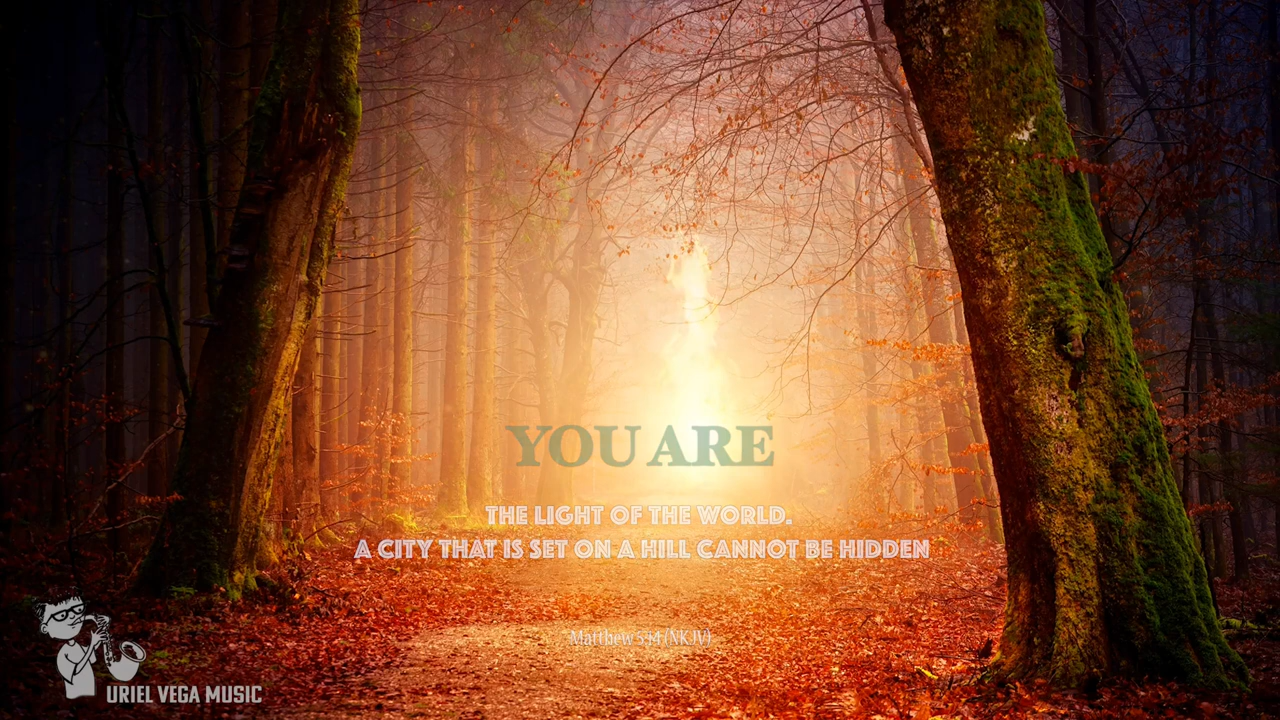 YOU ARE
THE LIGHT OF THE WORLD.
A CITY THAT IS SET ON A HILL CANNOT BE HIDDEN
Matthew 5:14 (NKJV)
URIEL VEGA MUSIC